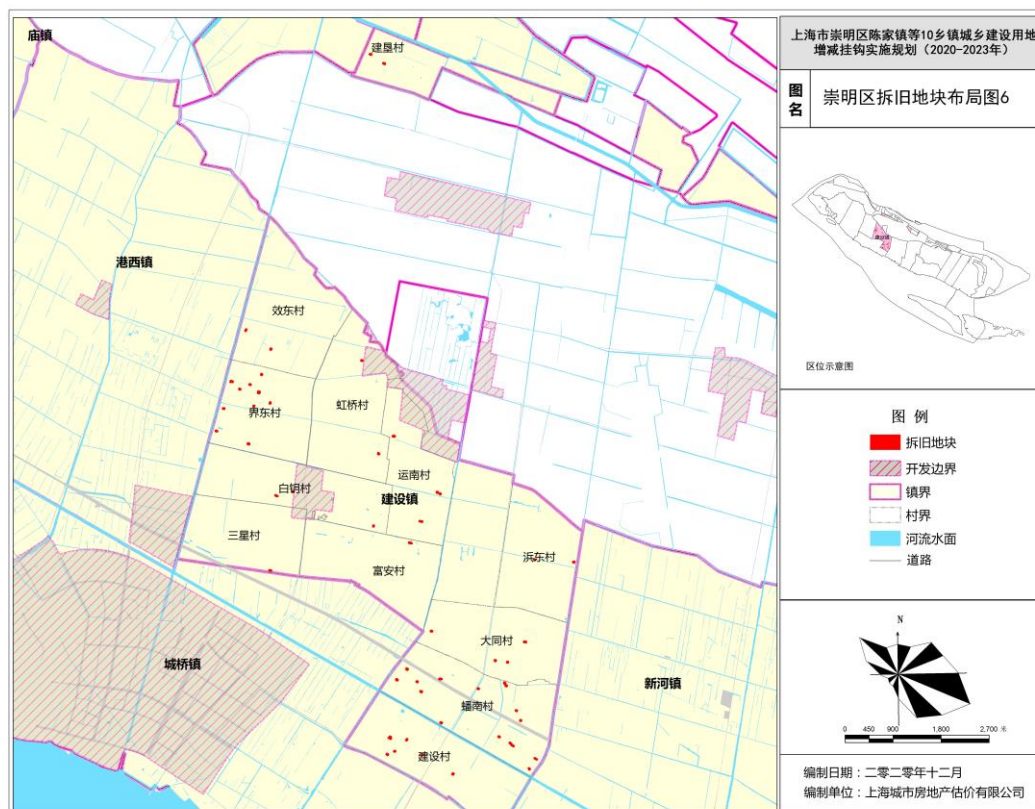 上海市崇明区陈家镇等10乡镇城乡建设用地
增减挂钩实施规划（2020-2023年）
图名
崇明区拆旧地块布局图6
庙镇
建垦村
港西镇
效东村
界东村
虹桥村
运南村
白钥村
建设镇
三星村
富安村
浜东村
大同村
城桥镇
新河镇
蟠南村
建设村
建设镇
区位示意图
图 例
拆旧地块
开发边界
镇界
村界
河流水面
道路
N
0 450 900 1,800 2,700 米
编制日期：二零二零年十二月
编制单位：上海城市房地产估价有限公司